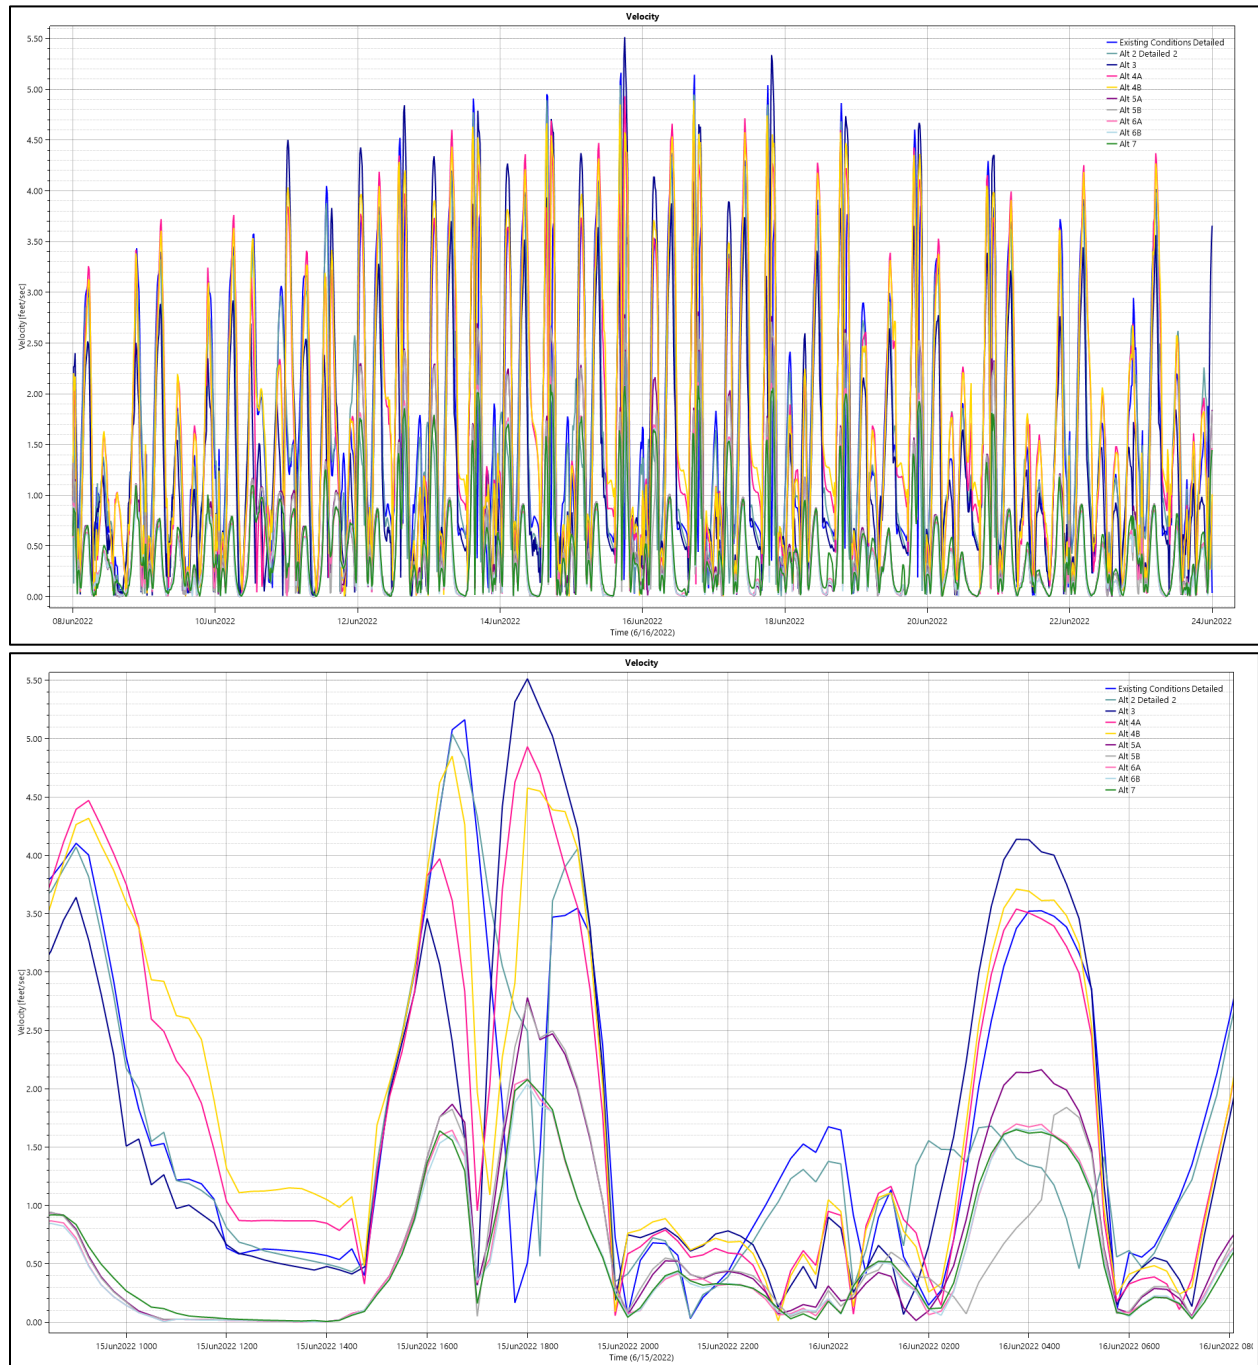 Velocity
5.50
5.00
4.50
4.00
3.50
3.00
2.50
2.00
1.50
1.00
0.50
0.00
Velocity [feet/sec]
Existing Conditions Detailed
Alt 2 Detailed 2
Alt 3
Alt 4A
Alt 4B
Alt 5A
Alt 5B
Alt 6A
Alt 6B
Alt 7
08Jun2022 10Jun2022 12Jun2022 14Jun2022 16Jun2022 18Jun2022 20Jun2022 22Jun2022 24Jun2022
Time (6/16/2022)
Velocity
5.50
5.00
4.50
4.00
3.50
3.00
2.50
2.00
1.50
1.00
0.50
0.00
Velocity [feet/sec]
Existing Conditions Detailed
Alt 2 Detailed 2
Alt 3
Alt 4A
Alt 4B
Alt 5A
Alt 5B
Alt 6A
Alt 6B
Alt 7
15Jun2022 1000 15Jun2022 1200 15Jun2022 1400 15Jun2022 1600 15Jun2022 1800 15Jun2022 2000 15Jun2022 2200 16Jun2022 16Jun2022 0200 16Jun2022 0400 16Jun2022 0600 16Jun2022 08
Time (6/15/2022)